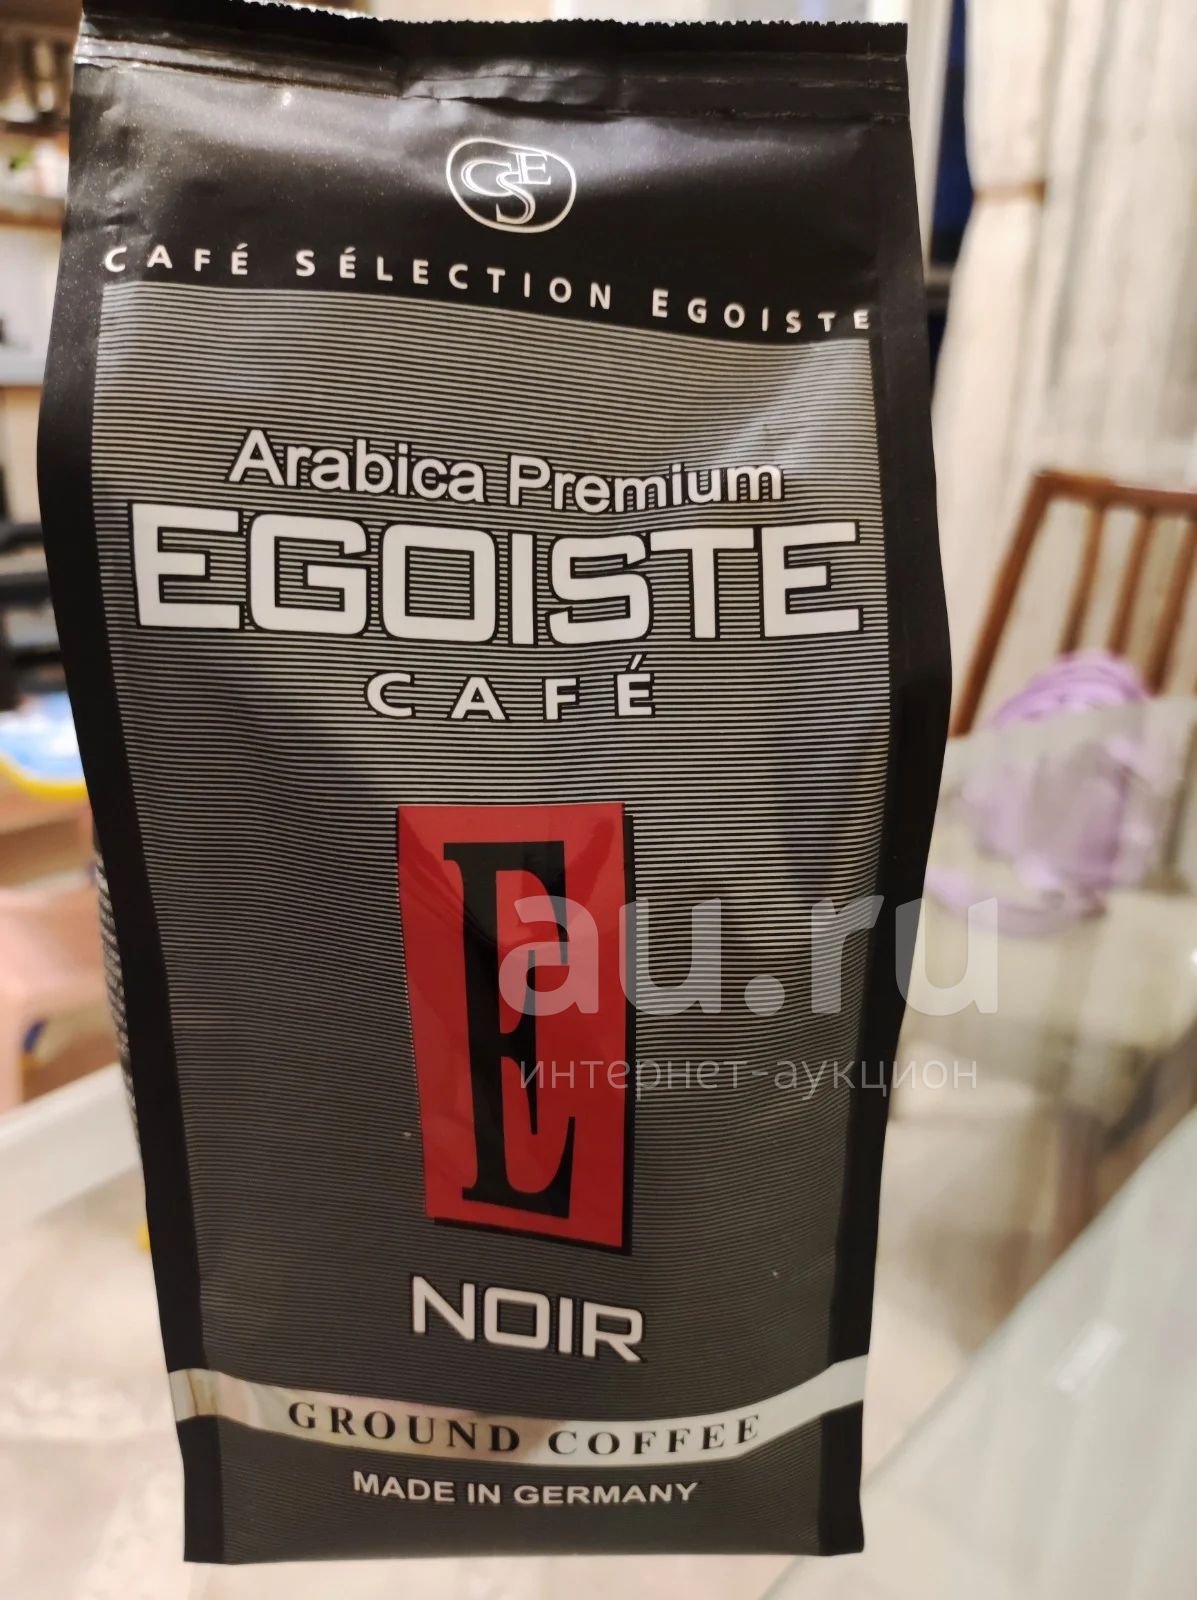 CSE
CAFÉ SÉLECTION EGOISTE
Arabica Premium
EGOISTE
CAFÉ
E
au.ru
интернет-аукцион
NOIR
GROUND COFFEE
MADE IN GERMANY